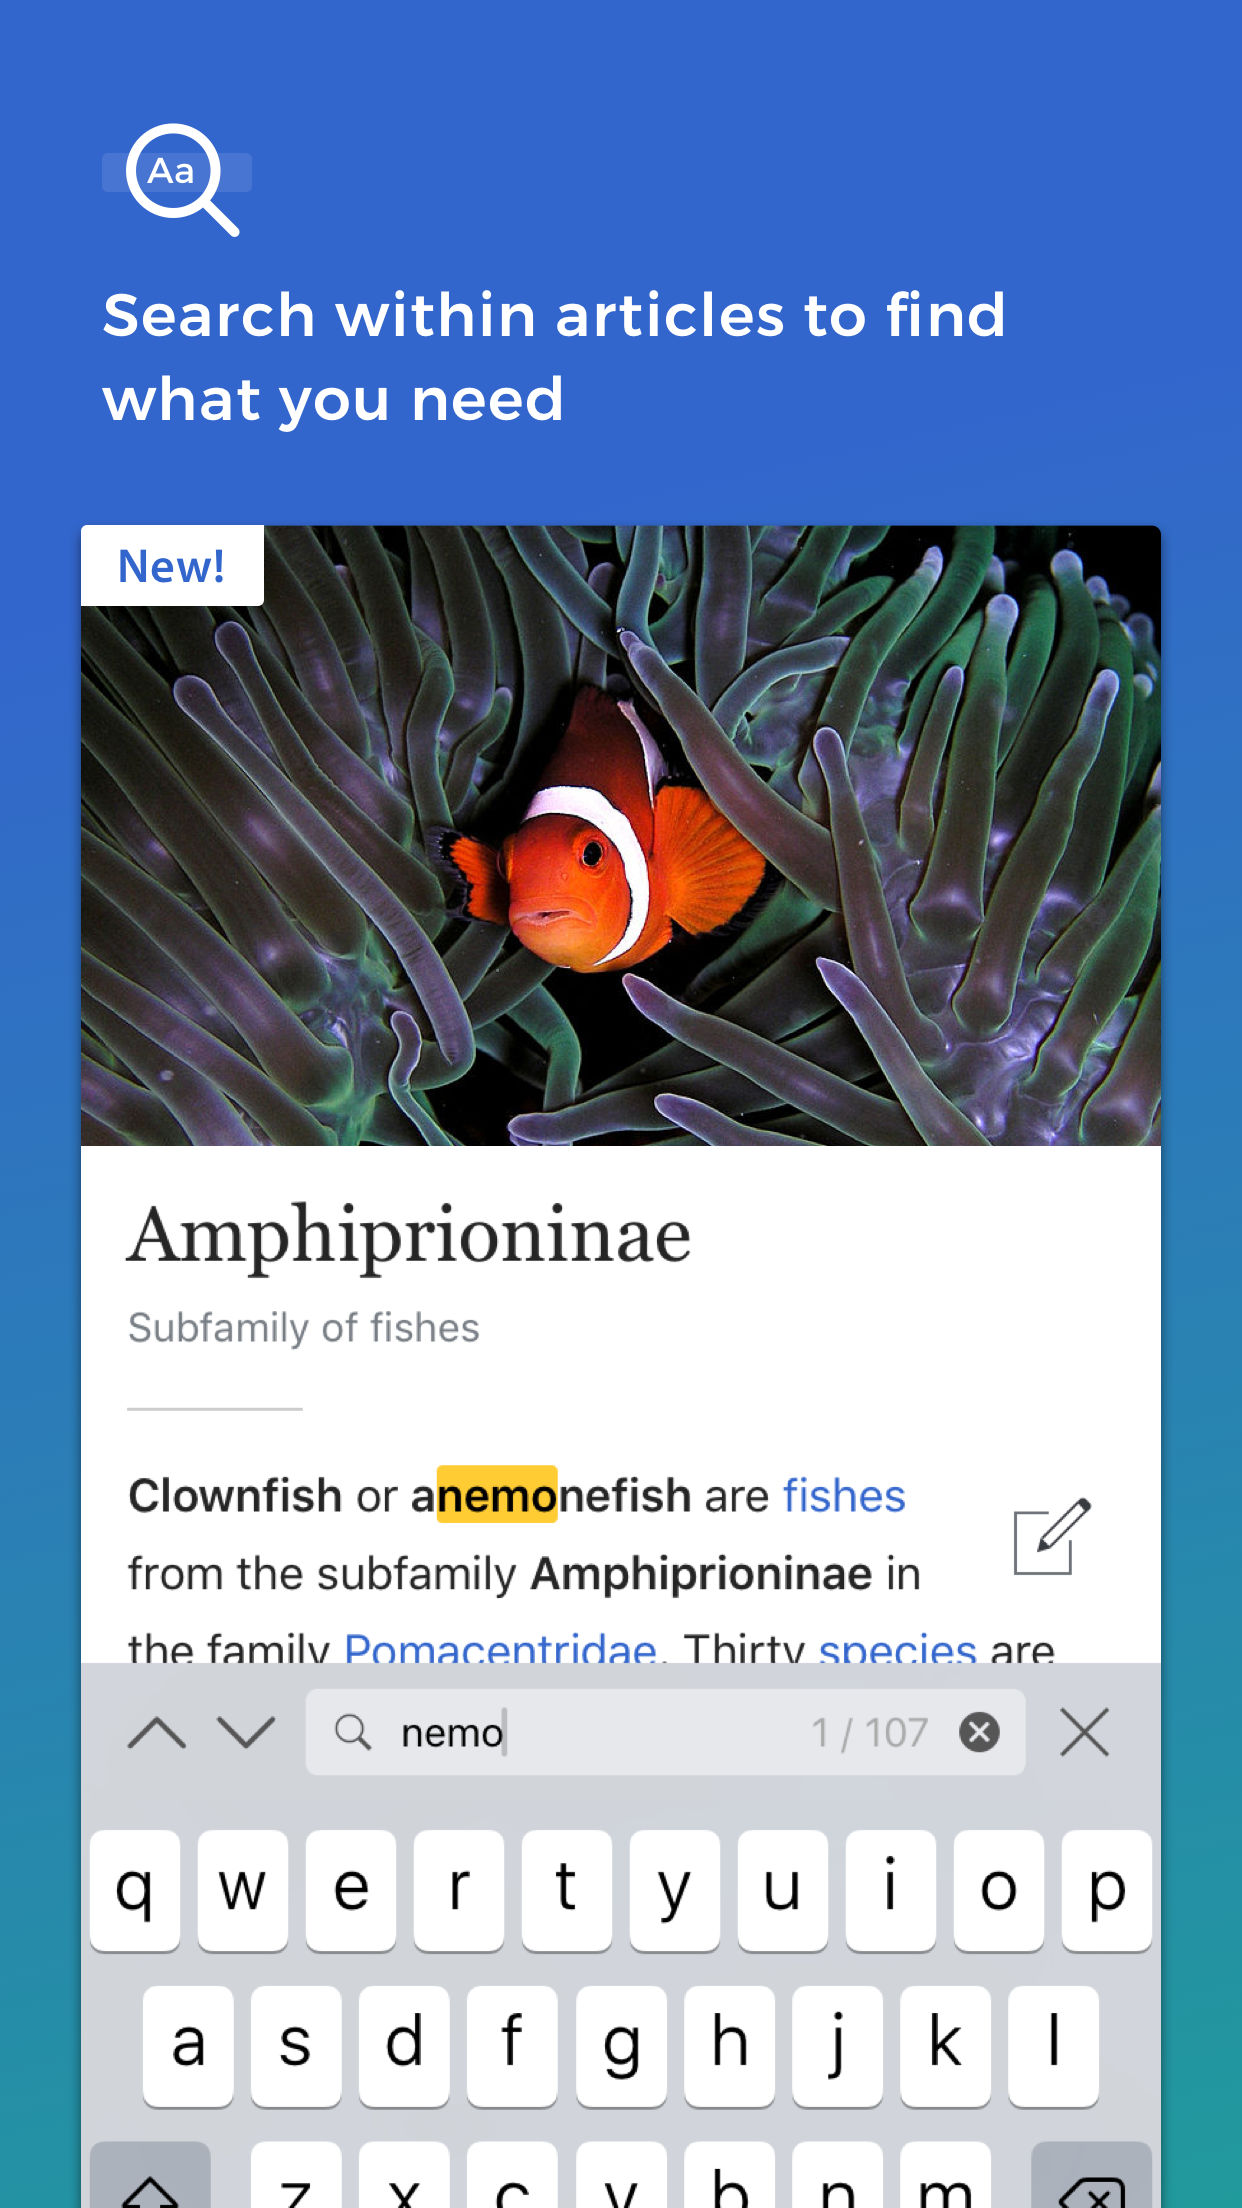 Aa
Search within articles to find
what you need
New!
Amphiprioninae
Subfamily of fishes
Clownfish or anemonefish are fishes
from the subfamily Amphiprioninae in
the family Pomacentridae. Thirty species are
nemo 1 / 107
q w e r t y u i o p
a s d f g h j k l
z x c v b n m